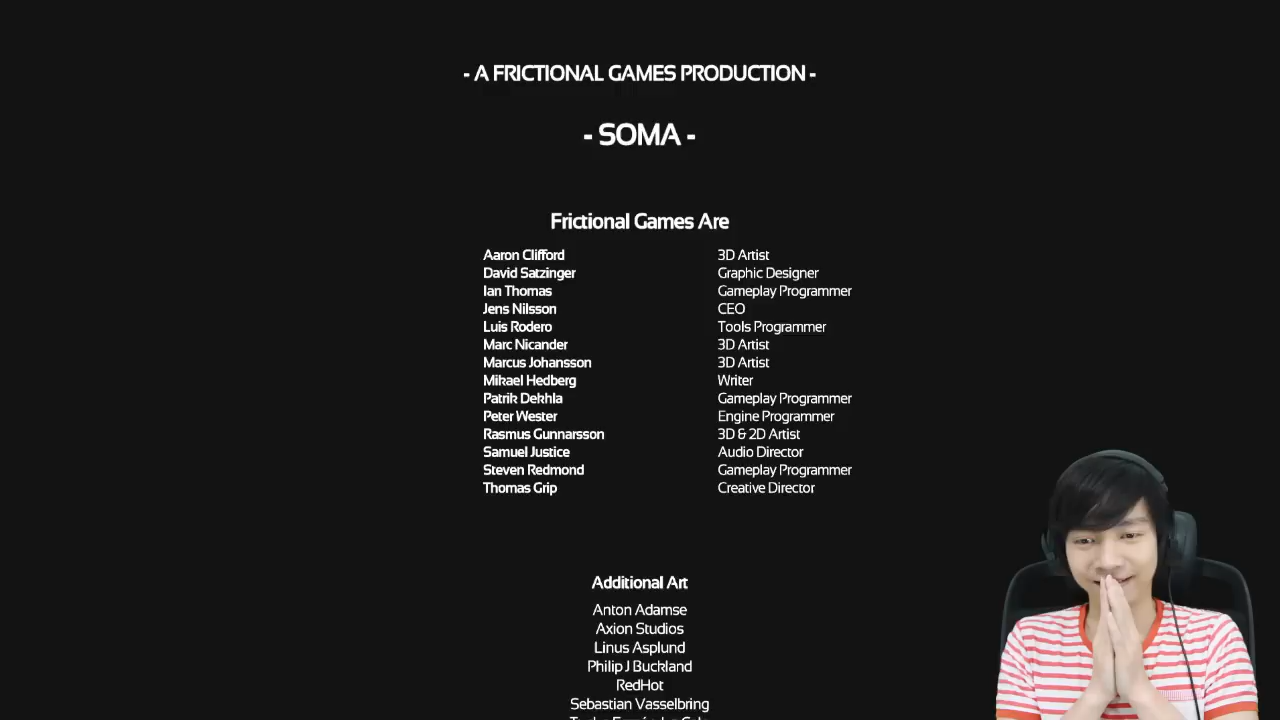 - A FRICTIONAL GAMES PRODUCTION -
- SOMA -
Frictional Games Are
Aaron Clifford 3D Artist
David Satzinger Graphic Designer
Ian Thomas Gameplay Programmer
Jens Nilsson CEO
Luis Rodero Tools Programmer
Marc Nicander 3D Artist
Marcus Johansson 3D Artist
Mikael Hedberg Writer
Patrik Dekhla Gameplay Programmer
Peter Wester Engine Programmer
Rasmus Gunnarsson 3D & 2D Artist
Samuel Justice Audio Director
Steven Redmond Gameplay Programmer
Thomas Grip Creative Director
Additional Art
Anton Adamse
Axion Studios
Linus Asplund
Philip J Buckland
RedHot
Sebastian Vasselbring